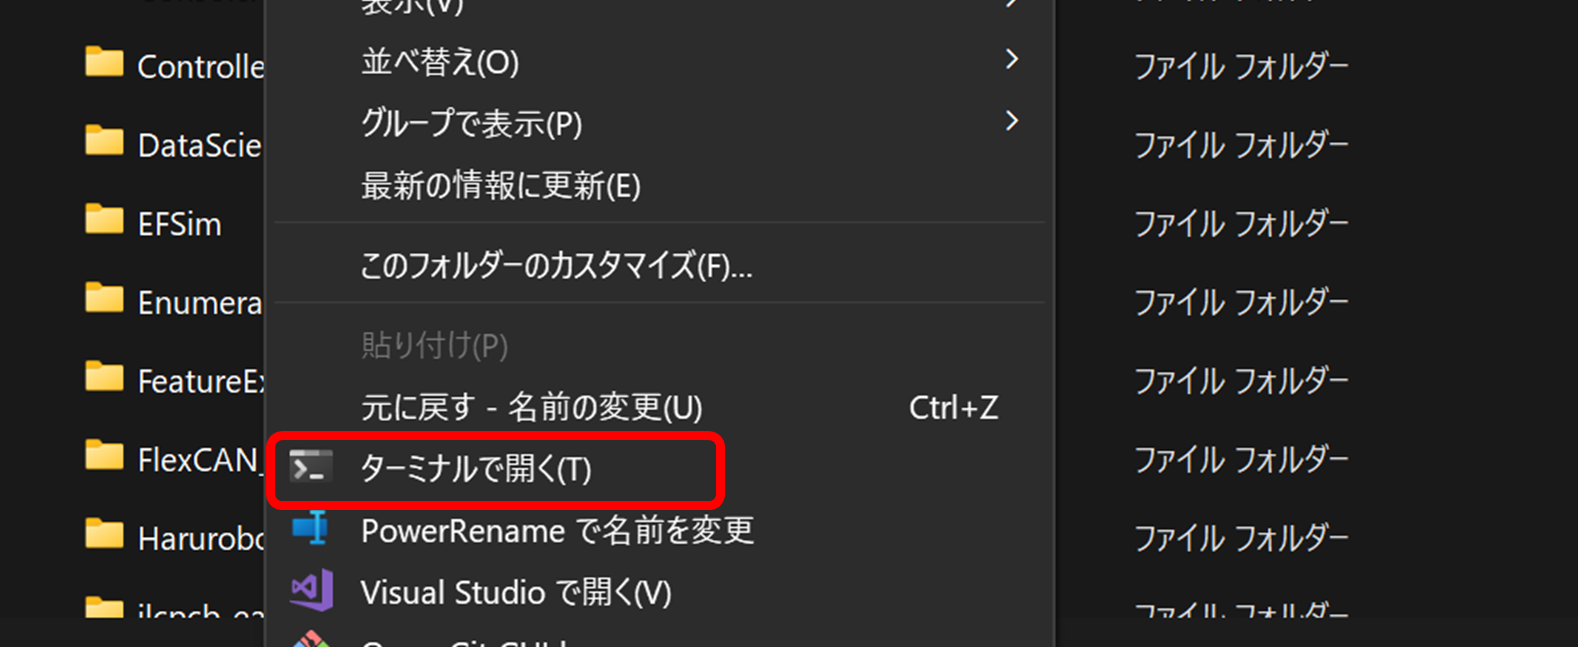 表示(V)
並べ替え(O)
グループで表示(P)
最新の情報に更新(E)
このフォルダーのカスタマイズ(F)...
貼り付け(P)
元に戻す - 名前の変更(U) Ctrl+Z
ターミナルで開く(T)
PowerRename で名前を変更
Visual Studio で開く(V)
Controlle
DataScie
EFSim
Enumera
FeatureEx
FlexCAN_
Harurobo
ファイル フォルダー
ファイル フォルダー
ファイル フォルダー
ファイル フォルダー
ファイル フォルダー
ファイル フォルダー
ファイル フォルダー
ファイル フォルダー